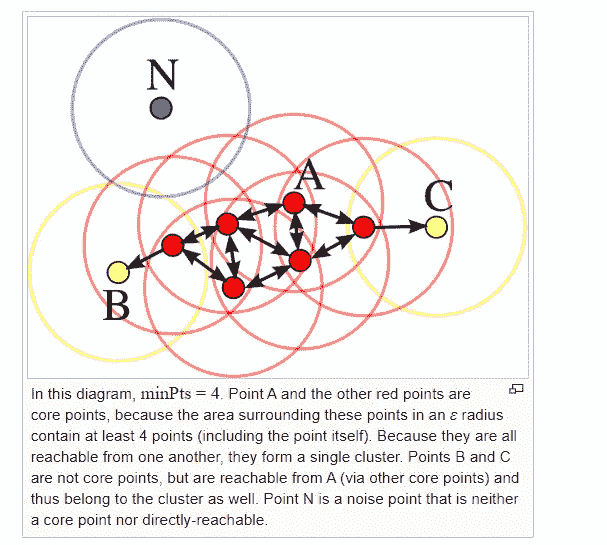 N
A
C
B
In this diagram, minPts = 4. Point A and the other red points are
core points, because the area surrounding these points in an ε radius
contain at least 4 points (including the point itself). Because they are all
reachable from one another, they form a single cluster. Points B and C
are not core points, but are reachable from A (via other core points) and
thus belong to the cluster as well. Point N is a noise point that is neither
a core point nor directly-reachable.